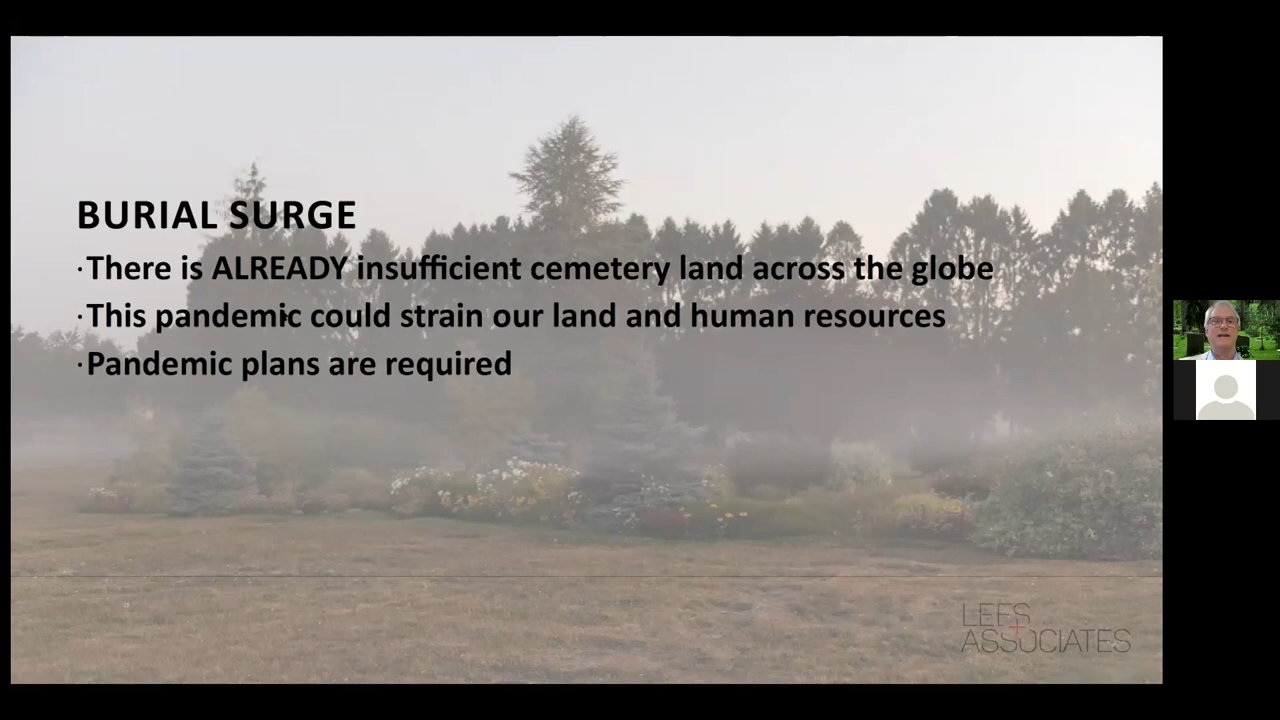 BURIAL SURGE
·There is ALREADY insufficient cemetery land across the globe
·This pandemic could strain our land and human resources
·Pandemic plans are required
LEES
+
ASSOCIATES